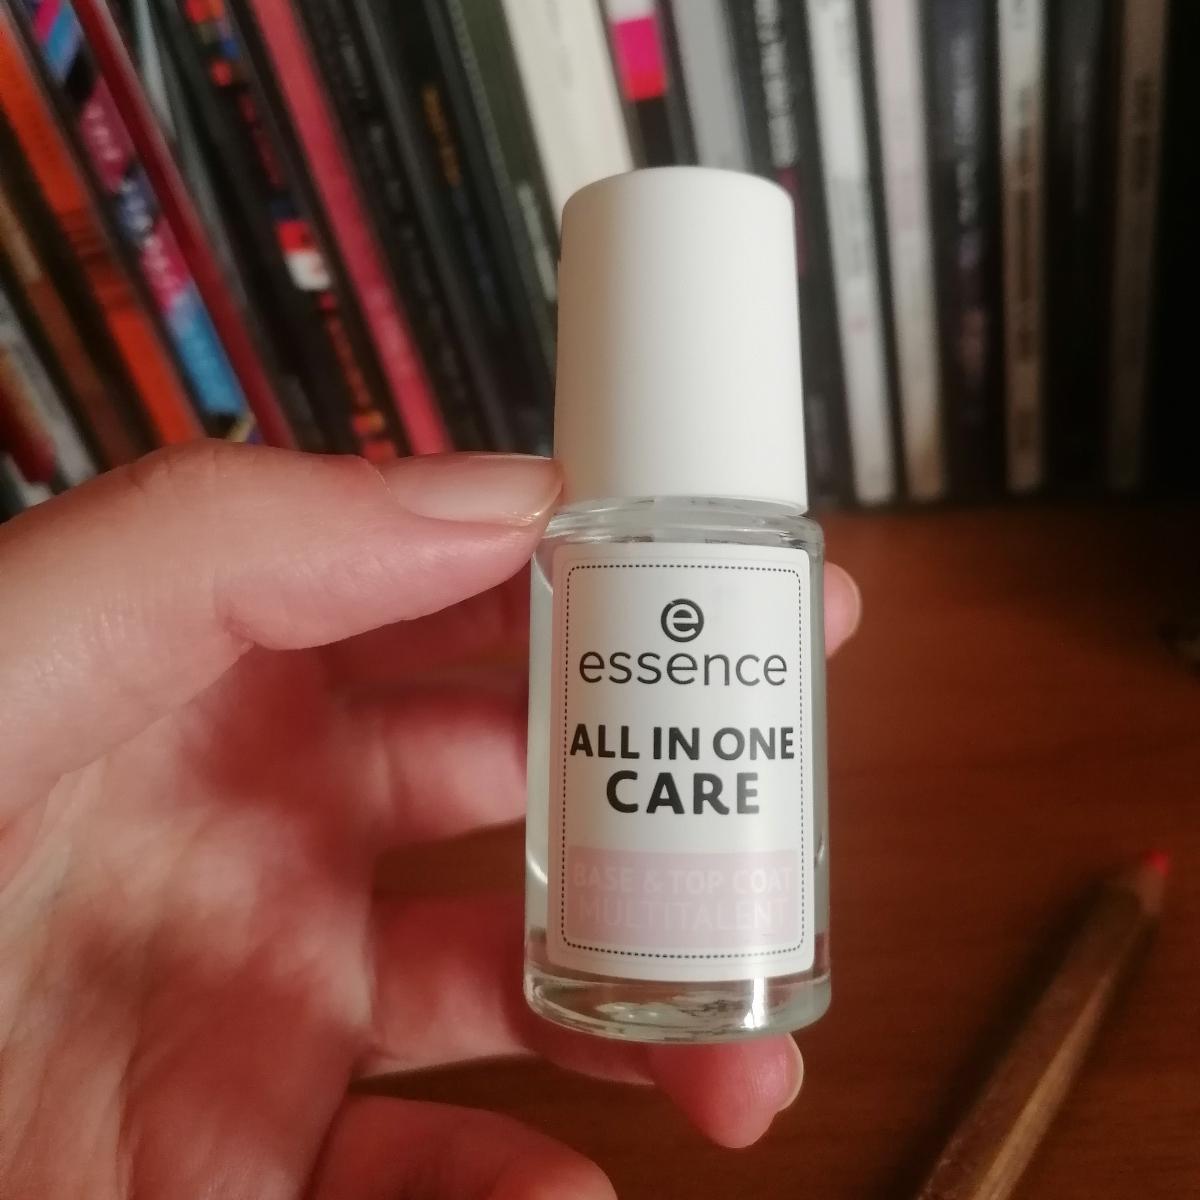 e
essence
ALL IN ONE
CARE
BASE & TOP COAT
MULTITALENT